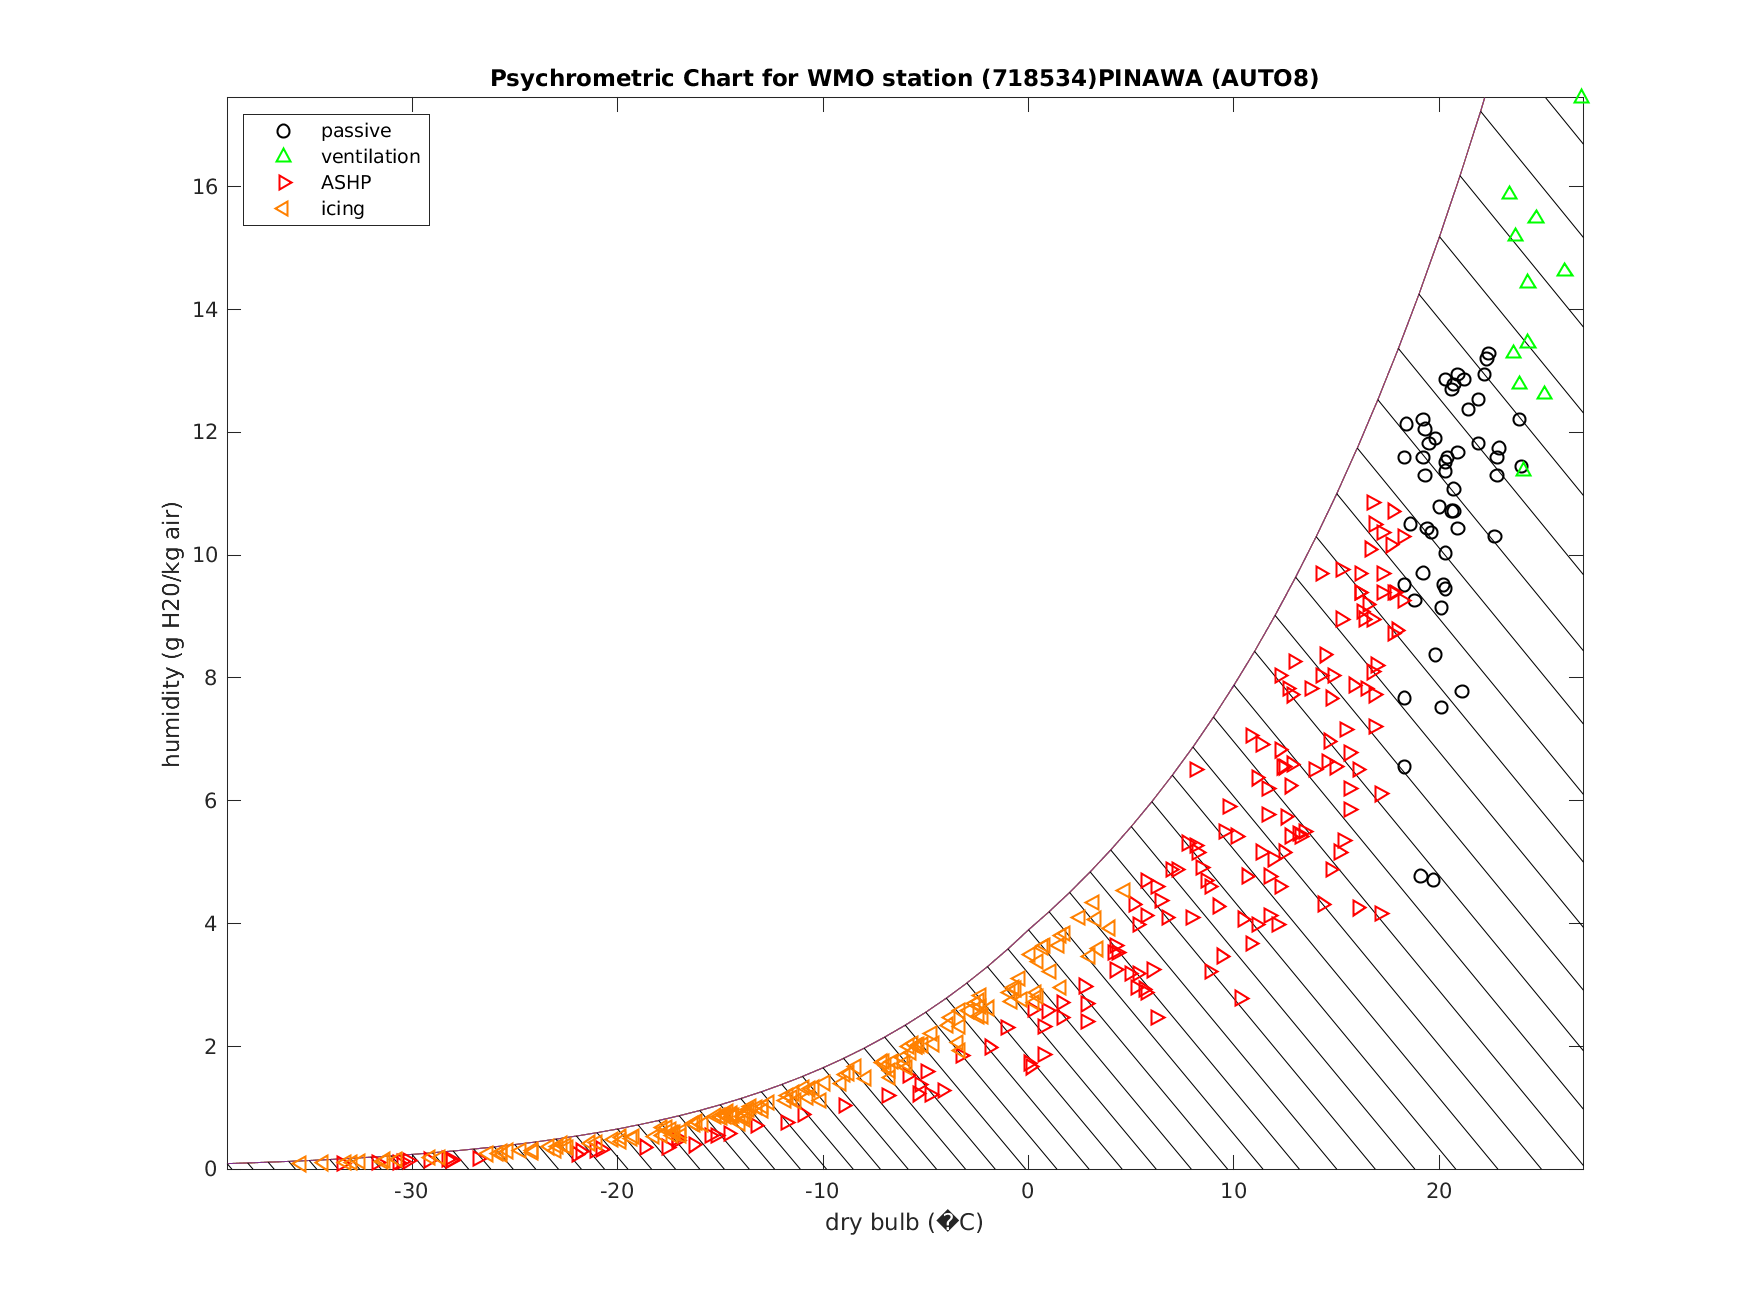 Psychrometric Chart for WMO station (718534)PINAWA (AUTO8)
passive
ventilation
ASHP
icing
16
14
12
10
8
6
4
2
0
humidity (g H20/kg air)
-30
-20
-10
0
10
20
dry bulb (�C)